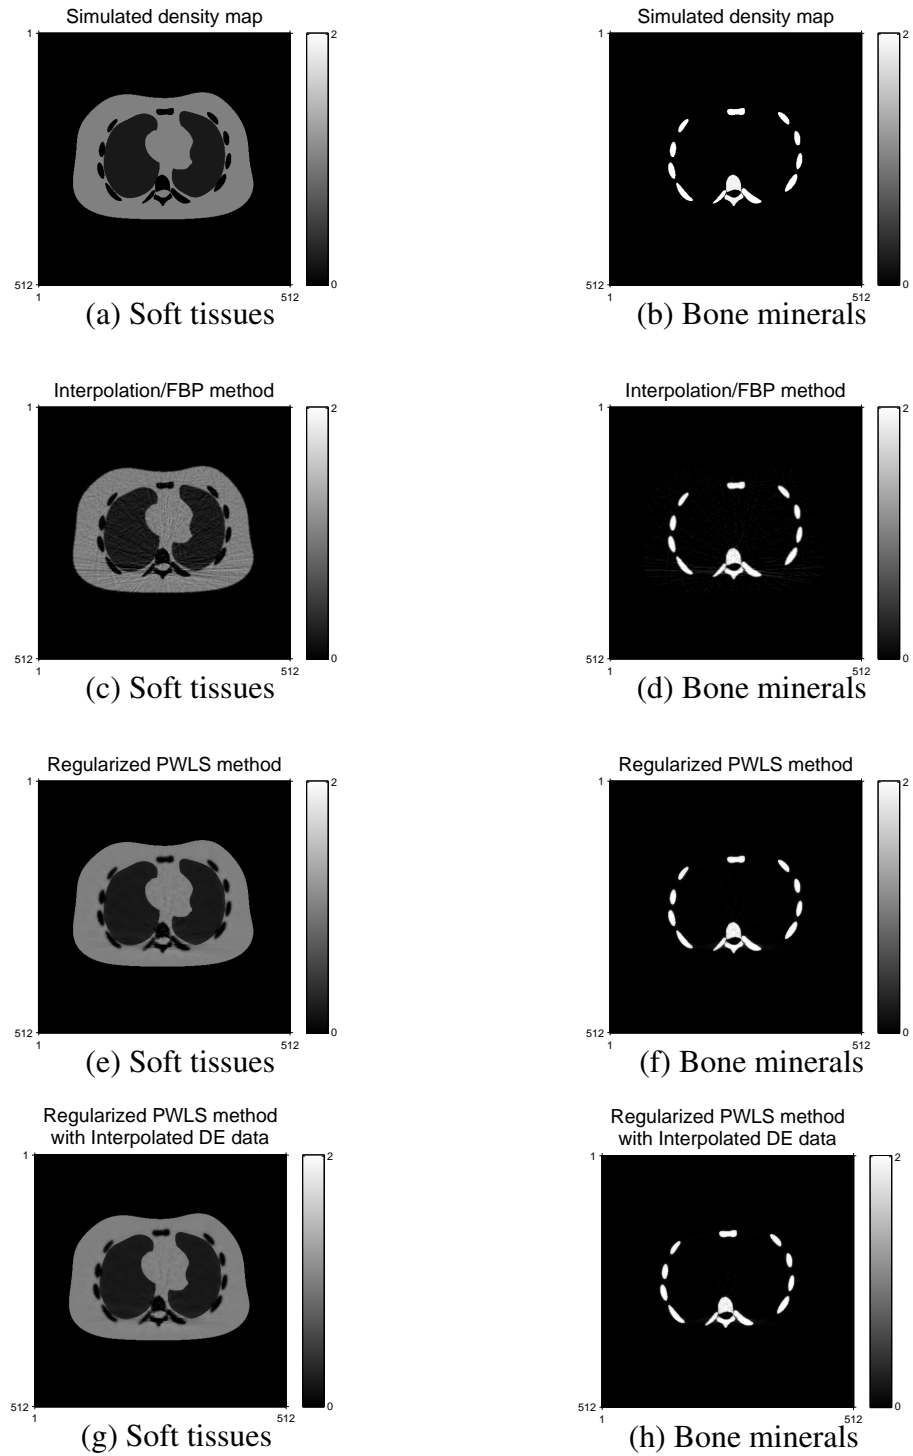 Simulated density map
1
2
512
0
1
512
(a) Soft tissues
Simulated density map
1
2
512
0
1
512
(b) Bone minerals
Interpolation/FBP method
1
2
512
0
1
512
(c) Soft tissues
Interpolation/FBP method
1
2
512
0
1
512
(d) Bone minerals
Regularized PWLS method
1
2
512
0
1
512
(e) Soft tissues
Regularized PWLS method
1
2
512
0
1
512
(f) Bone minerals
Regularized PWLS method
with Interpolated DE data
1
2
512
0
1
512
(g) Soft tissues
Regularized PWLS method
with Interpolated DE data
1
2
512
0
1
512
(h) Bone minerals